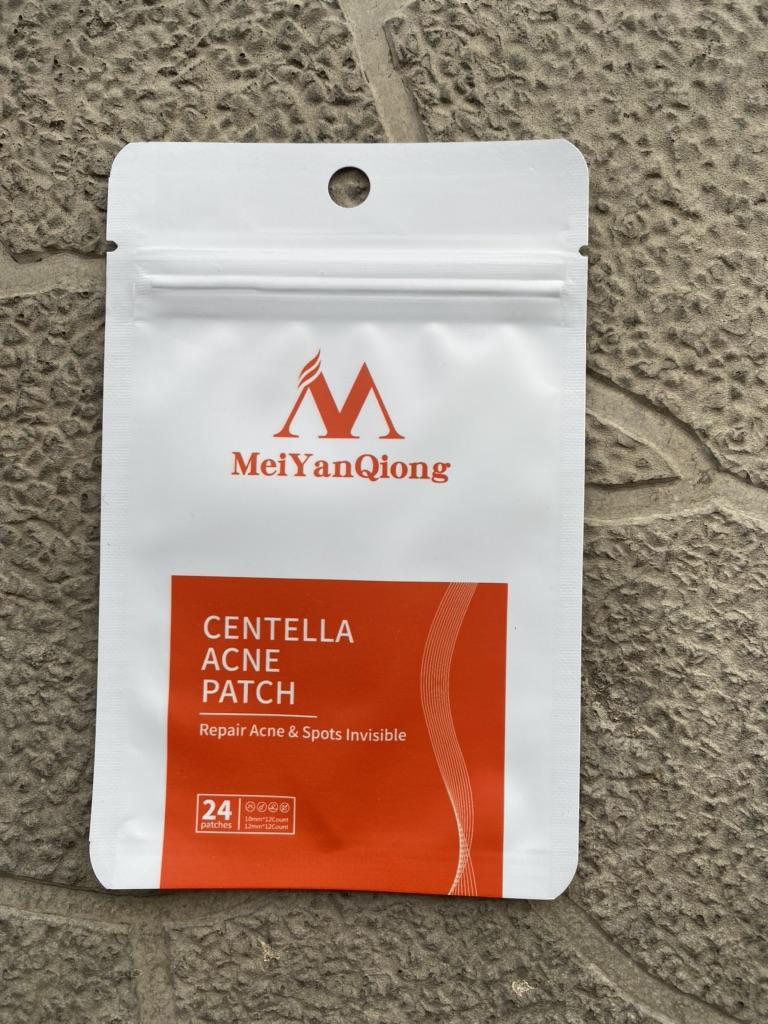 MeiYanQiong
CENTELLA
ACNE
PATCH
Repair Acne & Spots Invisible
24
patches
10mm*12Count
12mm*12Count